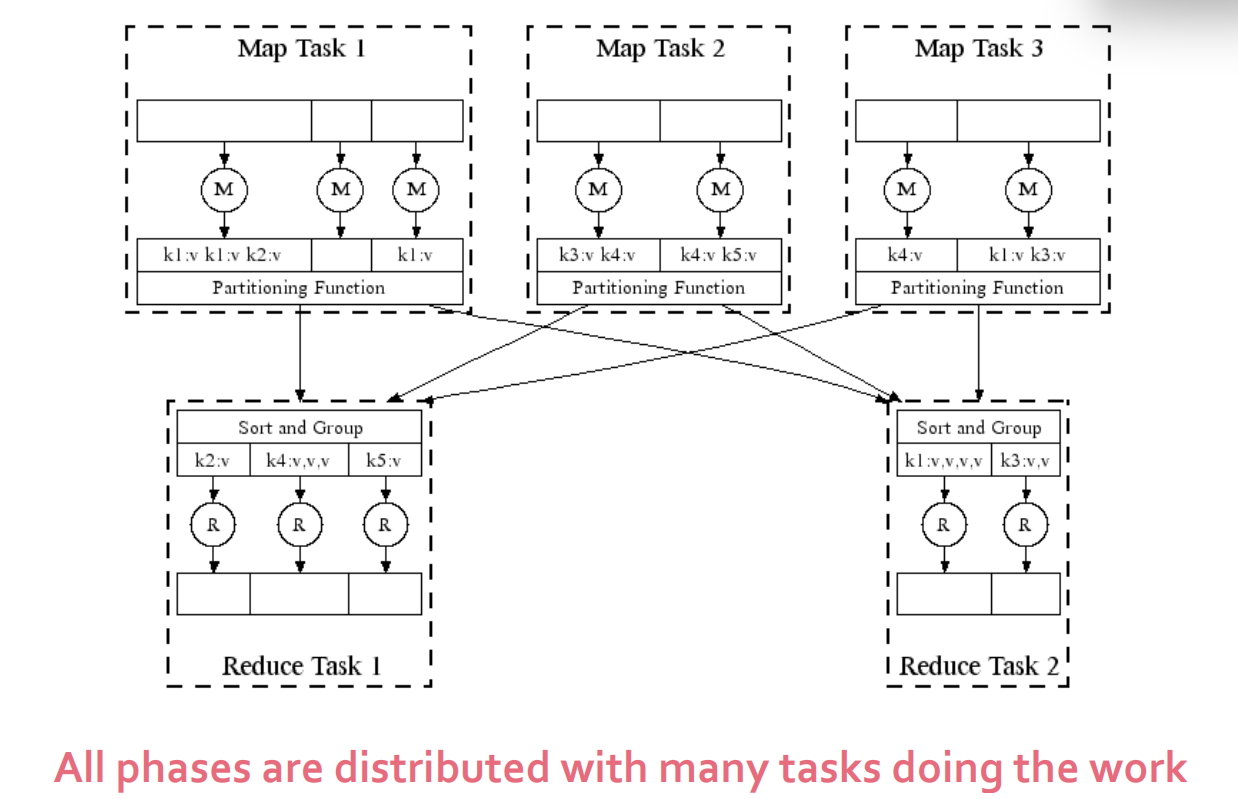 Map Task 1
Map Task 2
Map Task 3
M
M
M
M
M
M
M
k1:v k1:v k2:v
k1:v
k3:v k4:v
k4:v k5:v
k4:v
k1:v k3:v
Partitioning Function
Partitioning Function
Partitioning Function
Sort and Group
Sort and Group
k2:v
k4:v,v,v
k5:v
k1:v,v,v,v
k3:v,v
R
R
R
R
R
Reduce Task 1
Reduce Task 2
All phases are distributed with many tasks doing the work